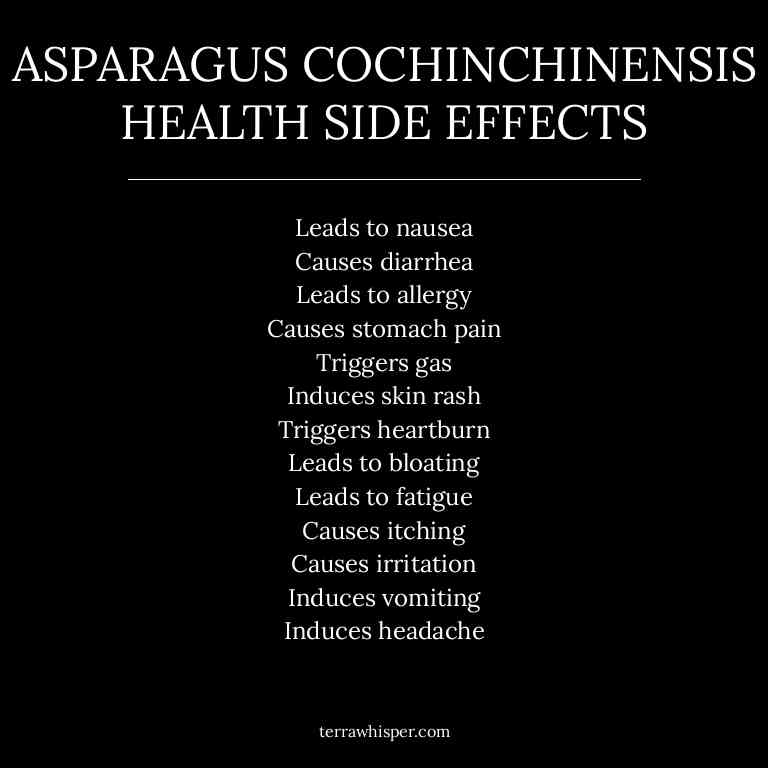 ASPARAGUS COCHINCHINENSIS
HEALTH SIDE EFFECTS
Leads to nausea
Causes diarrhea
Leads to allergy
Causes stomach pain
Triggers gas
Induces skin rash
Triggers heartburn
Leads to bloating
Leads to fatigue
Causes itching
Causes irritation
Induces vomiting
Induces headache
terrawhisper.com